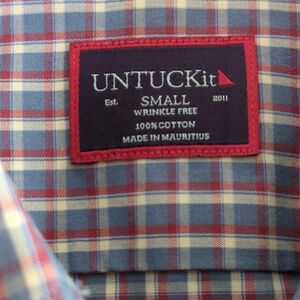 UNTUCKit
Est. SMALL 2011
WRINKLE FREE
100% COTTON
MADE IN MAURITIUS